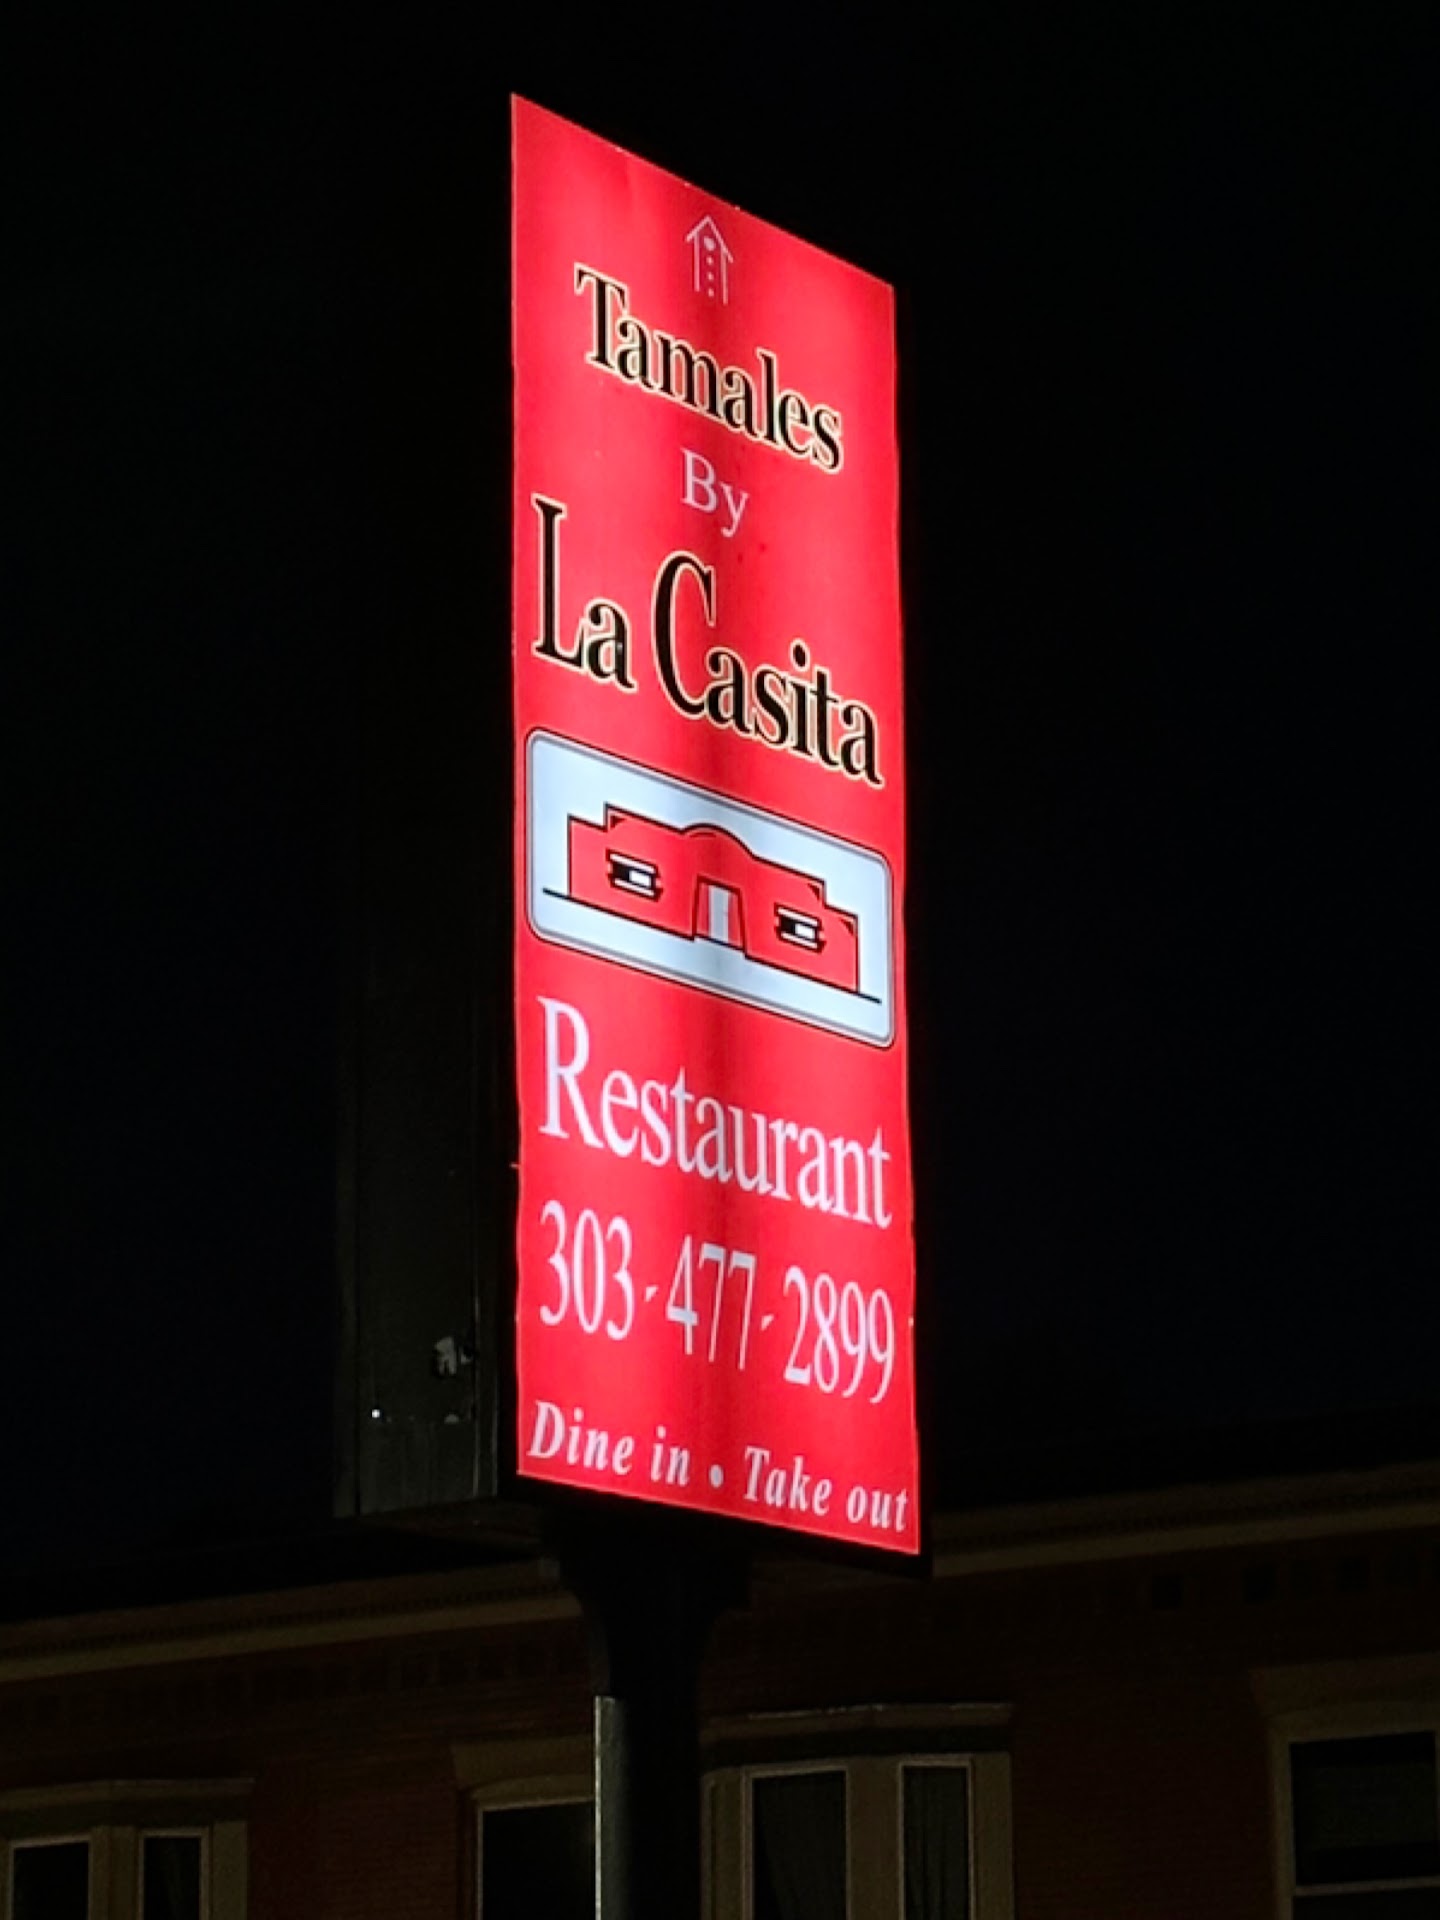 Tamales
By
La Casita
Restaurant
303-477-2899
Dine in • Take out